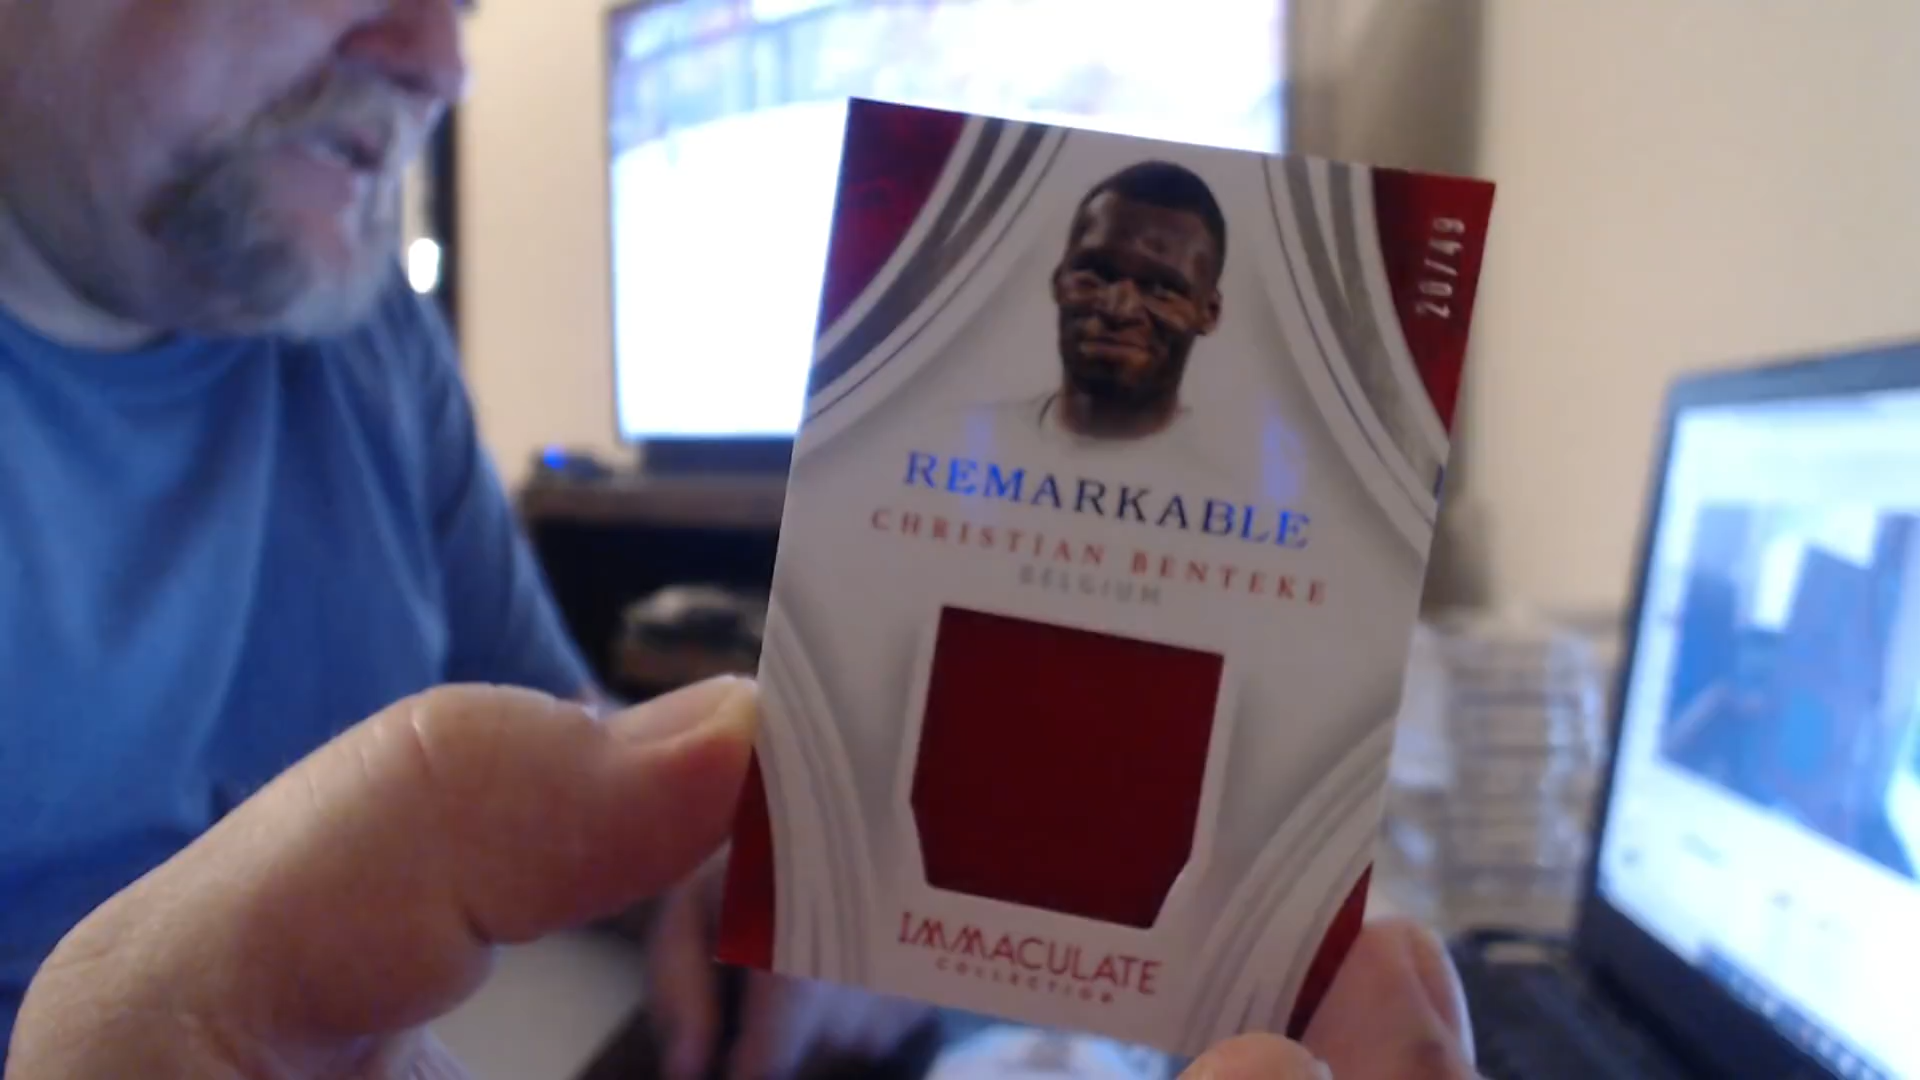 20/49
REMARKABLE
CHRISTIAN BENTEKE
BELGIUM
IMMACULATE
COLLECTION